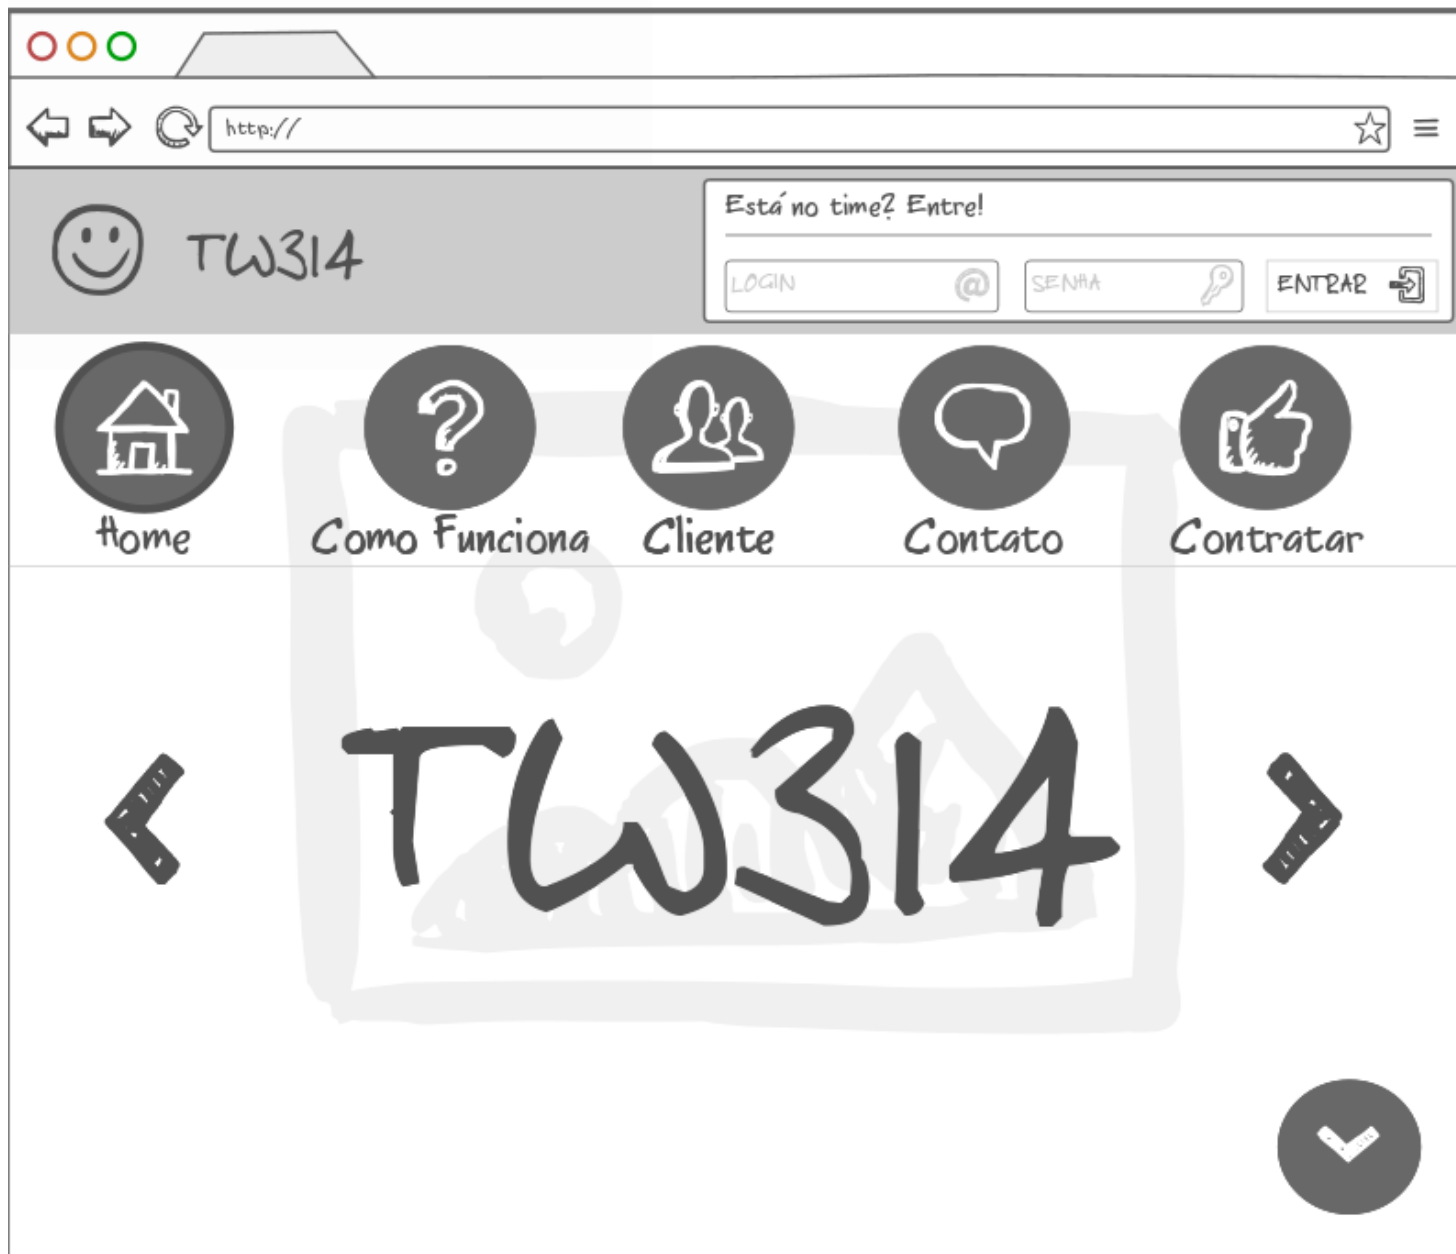 http://
TW314
Está no time? Entre!
LOGIN @ SENHA ENTRAR
Home Como Funciona Cliente Contato Contratar
TW314